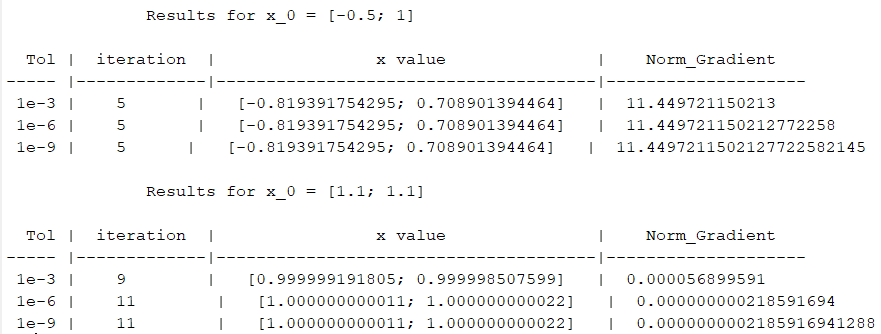 Results for x_0 = [-0.5; 1]
Tol | iteration | x value | Norm_Gradient
----- |-------------|--------------------------------------|--------------------
1e-3 | 5 | [-0.819391754295; 0.708901394464] | 11.449721150213
1e-6 | 5 | [-0.819391754295; 0.708901394464] | 11.449721150212772258
1e-9 | 5 | [-0.819391754295; 0.708901394464] | 11.4497211502127722582145
Results for x_0 = [1.1; 1.1]
Tol | iteration | x value | Norm_Gradient
----- |-------------|--------------------------------------|--------------------
1e-3 | 9 | [0.999999191805; 0.999998507599] | 0.000056899591
1e-6 | 11 | [1.000000000011; 1.000000000022] | 0.000000000218591694
1e-9 | 11 | [1.000000000011; 1.000000000022] | 0.0000000002185916941288